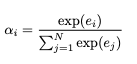 α_i = exp(e_i) / ∑_{j=1}^{N} exp(e_j)